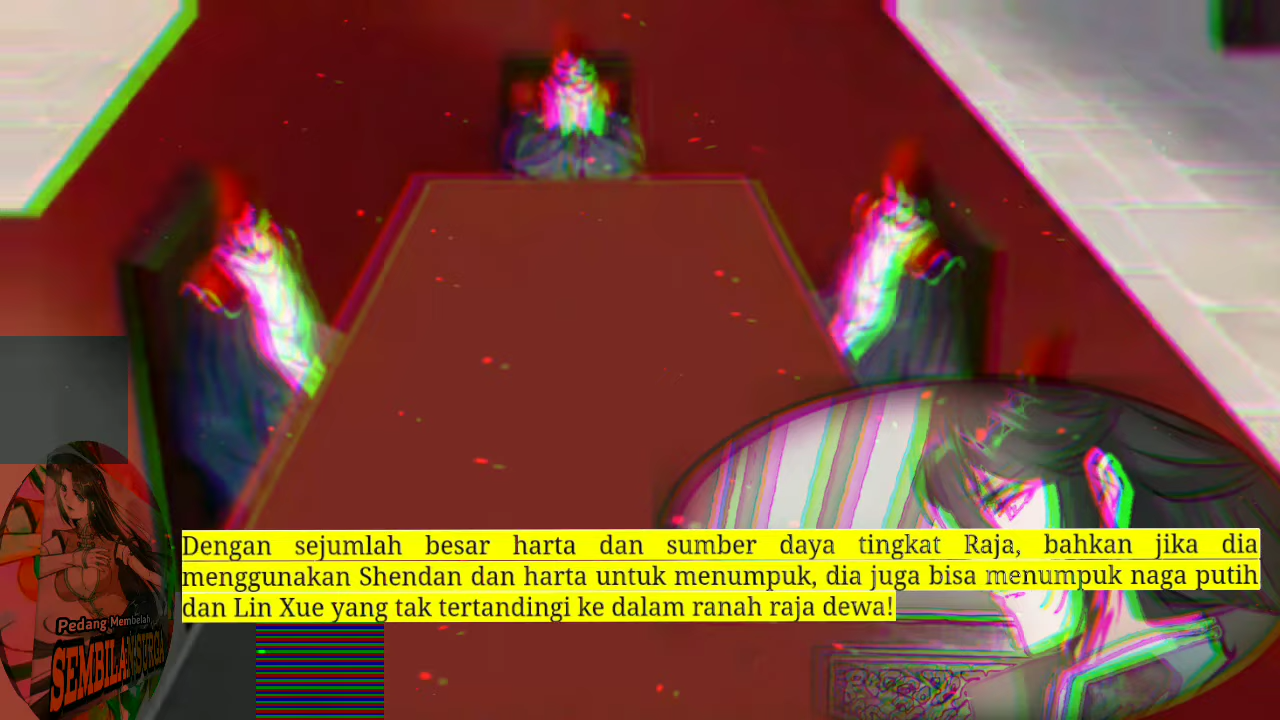 Dengan sejumlah besar harta dan sumber daya tingkat Raja, bahkan jika dia
menggunakan Shendan dan harta untuk menumpuk, dia juga bisa menumpuk naga putih
dan Lin Xue yang tak tertandingi ke dalam ranah raja dewa!
Pedang Membelah
SEMBILAN SURGA